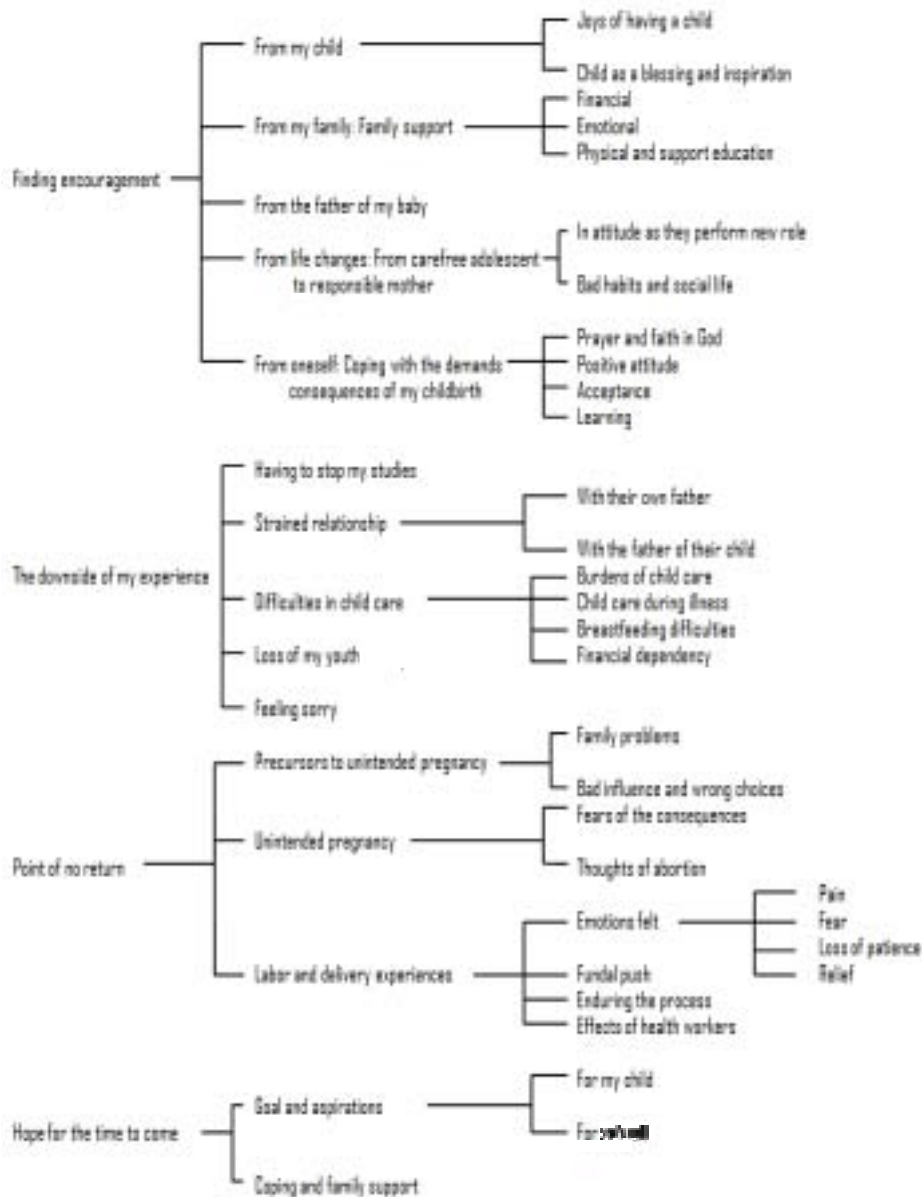 Finding encouragement
From my child
Joys of having a child
Child as a blessing and inspiration
From my family: Family support
Financial
Emotional
Physical and support education
From the father of my baby
From life changes: From carefree adolescent
to responsible mother
In attitude as they perform new role
Bad habits and social life
From oneself: Coping with the demands
consequences of my childbirth
Prayer and faith in God
Positive attitude
Acceptance
Learning
The downside of my experience
Having to stop my studies
Strained relationship
With their own father
With the father of their child
Difficulties in child care
Burdens of child care
Child care during illness
Breastfeeding difficulties
Financial dependency
Loss of my youth
Feeling sorry
Point of no return
Precursors to unintended pregnancy
Family problems
Bad influence and wrong choices
Unintended pregnancy
Fears of the consequences
Thoughts of abortion
Labor and delivery experiences
Emotions felt
Pain
Fear
Loss of patience
Relief
Fundal push
Enduring the process
Effects of health workers
Hope for the time to come
Goal and aspirations
For my child
For
Coping and family support